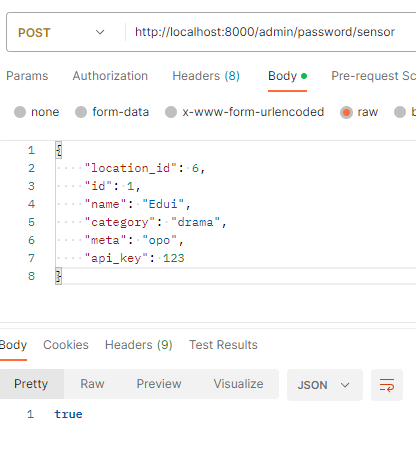 POST http://localhost:8000/admin/password/sensor
Params Authorization Headers (8) Body Pre-request Sc
none form-data x-www-form-urlencoded raw b
1 {
2 "location_id": 6,
3 "id": 1,
4 "name": "Edui",
5 "category": "drama",
6 "meta": "opo",
7 "api_key": 123
8 }
Body Cookies Headers (9) Test Results
Pretty Raw Preview Visualize JSON
1 true